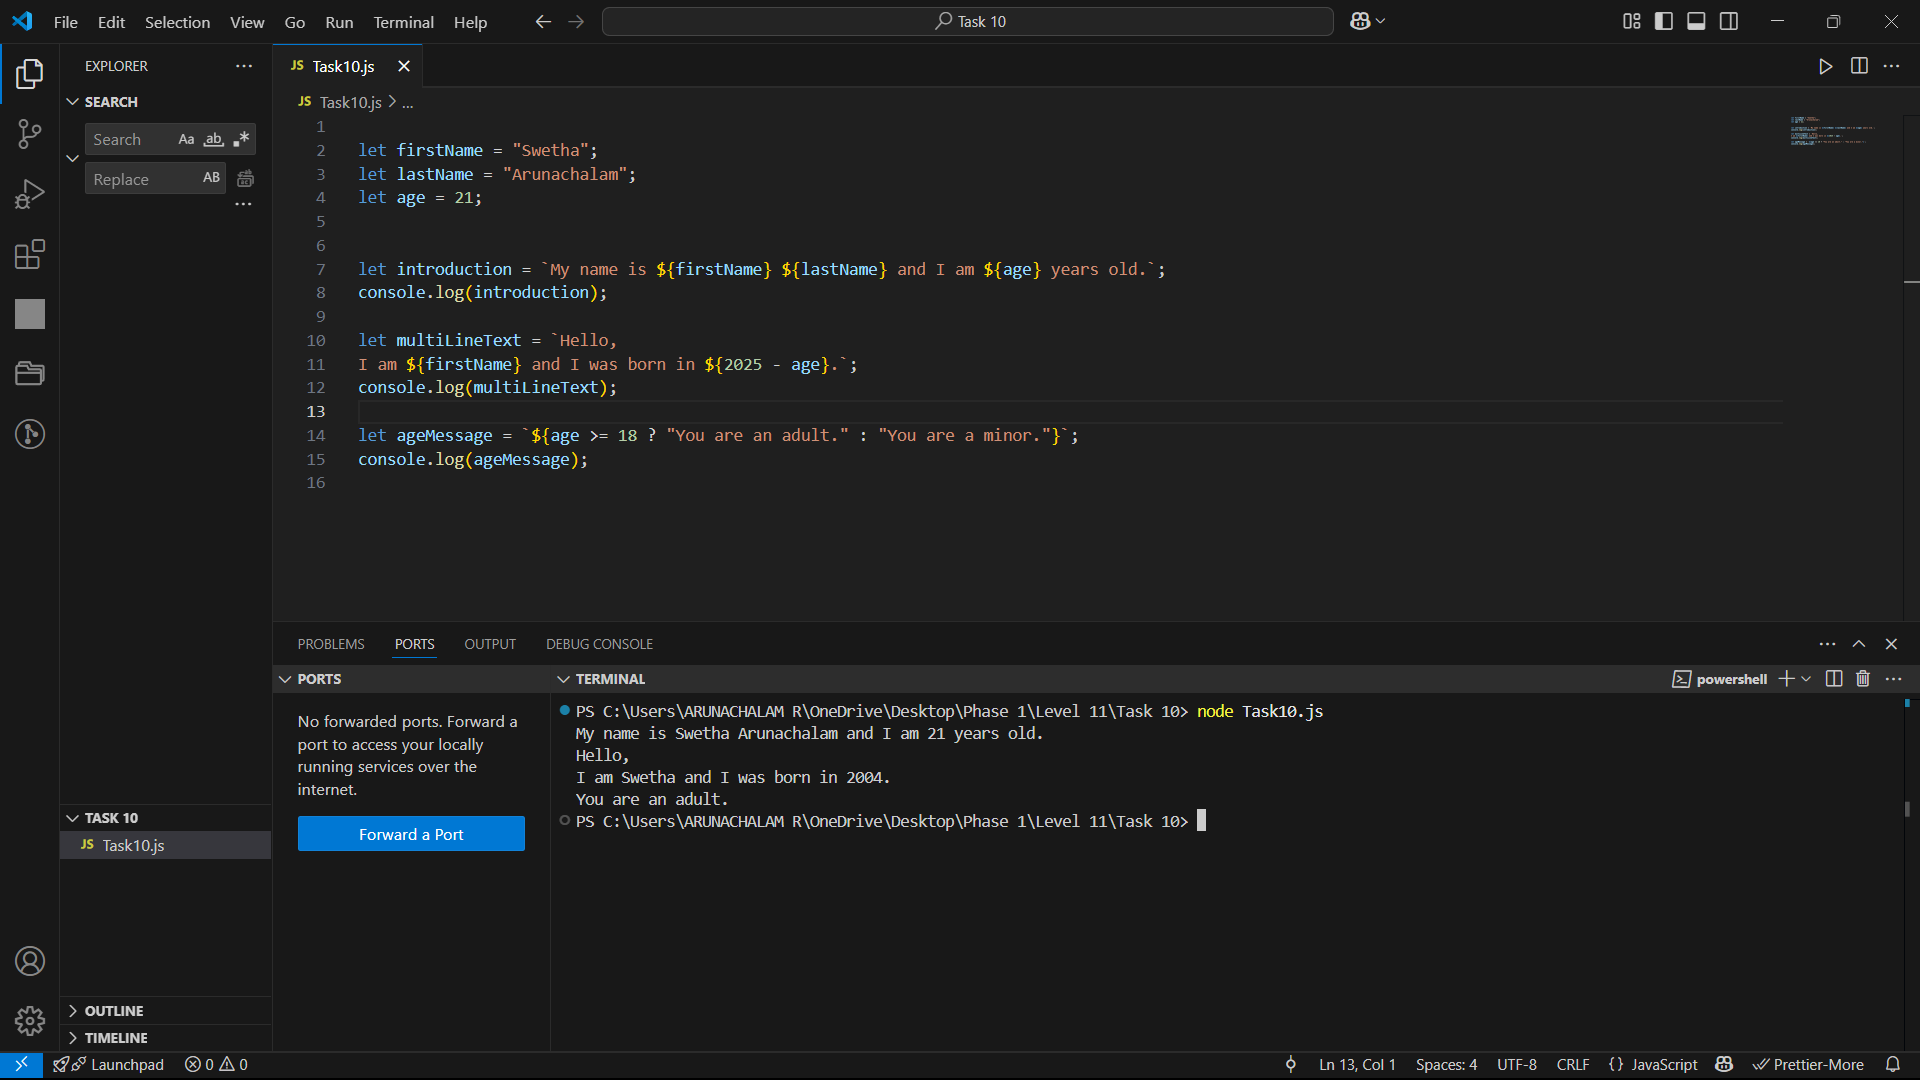 File Edit Selection View Go Run Terminal Help
Task 10
EXPLORER
SEARCH
Search Aa ab .*
Replace AB
TASK 10
JS Task10.js
OUTLINE
TIMELINE
JS Task10.js
JS Task10.js > ...
1
2 let firstName = "Swetha";
3 let lastName = "Arunachalam";
4 let age = 21;
5
6
7 let introduction = `My name is ${firstName} ${lastName} and I am ${age} years old.`;
8 console.log(introduction);
9
10 let multiLineText = `Hello,
11 I am ${firstName} and I was born in ${2025 - age}.`;
12 console.log(multiLineText);
13
14 let ageMessage = `${age >= 18 ? "You are an adult." : "You are a minor."}`;
15 console.log(ageMessage);
16
PROBLEMS PORTS OUTPUT DEBUG CONSOLE
PORTS
No forwarded ports. Forward a
port to access your locally
running services over the
internet.
Forward a Port
TERMINAL
powershell
PS C:\Users\ARUNACHALAM R\OneDrive\Desktop\Phase 1\Level 11\Task 10> node Task10.js
My name is Swetha Arunachalam and I am 21 years old.
Hello,
I am Swetha and I was born in 2004.
You are an adult.
PS C:\Users\ARUNACHALAM R\OneDrive\Desktop\Phase 1\Level 11\Task 10>
Launchpad 0 0
Ln 13, Col 1 Spaces: 4 UTF-8 CRLF {} JavaScript Prettier-More